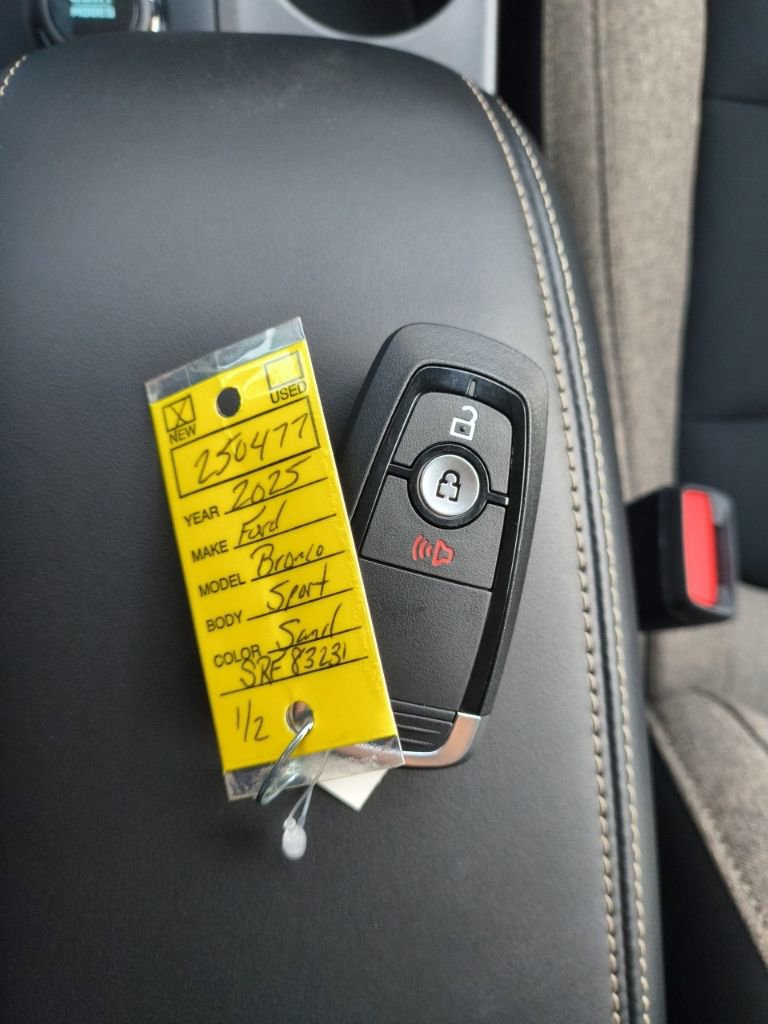 NEW USED
250477
YEAR 2025
MAKE Ford
MODEL Bronco
BODY Sport
COLOR Sand
SRF83231
1/2